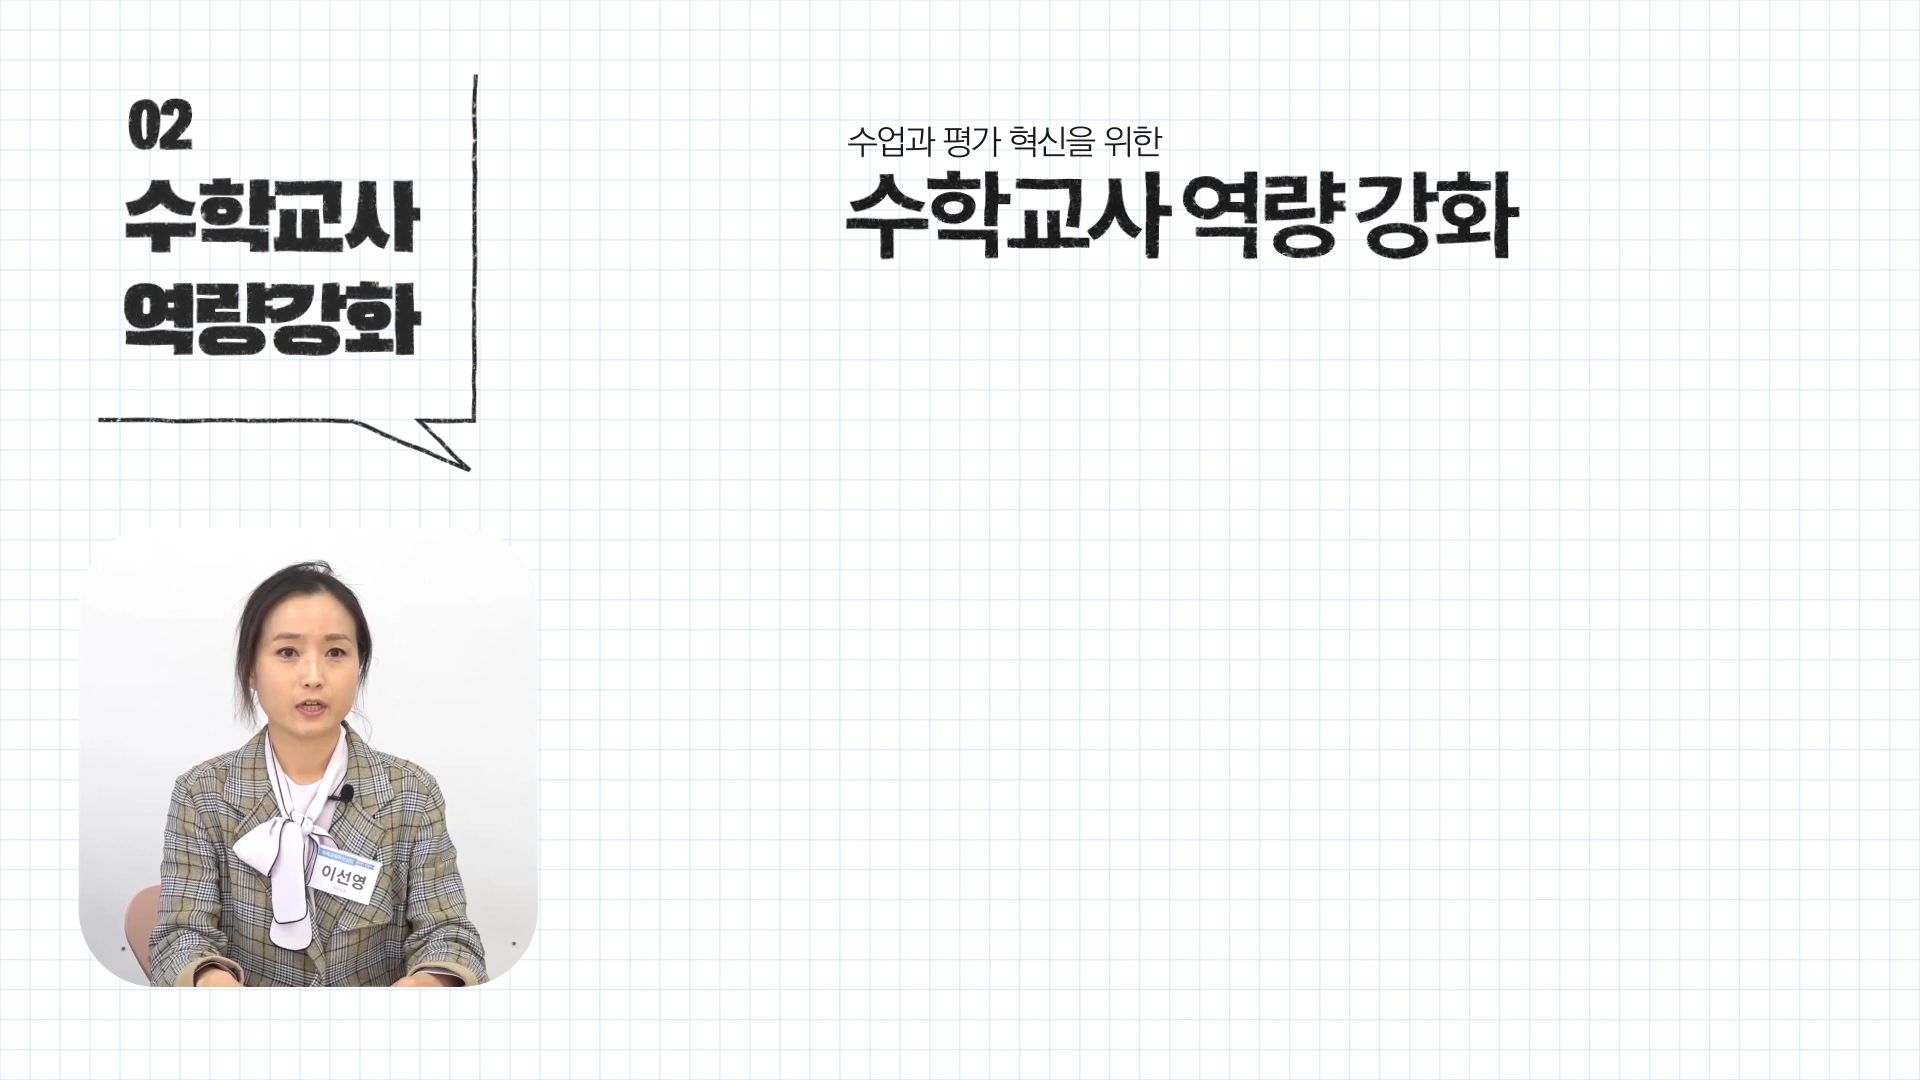 02
수학교사
역량강화
수업과 평가 혁신을 위한
수학교사 역량 강화
이선영